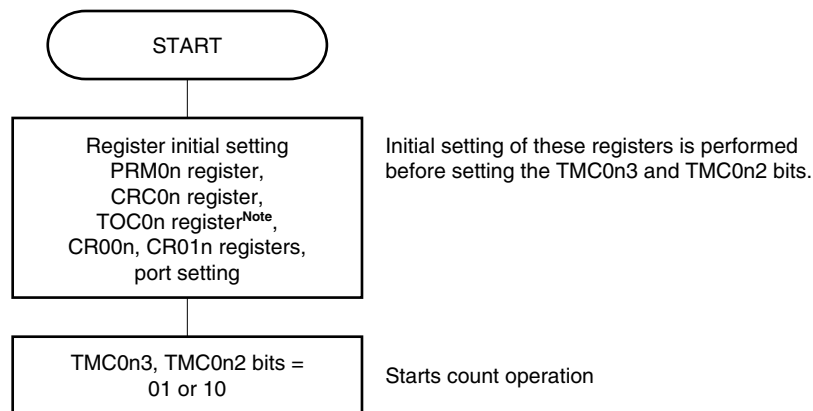 START
Register initial setting
PRM0n register,
CRC0n register,
TOC0n registerNote,
CR00n, CR01n registers,
port setting
Initial setting of these registers is performed
before setting the TMC0n3 and TMC0n2 bits.
TMC0n3, TMC0n2 bits =
01 or 10
Starts count operation